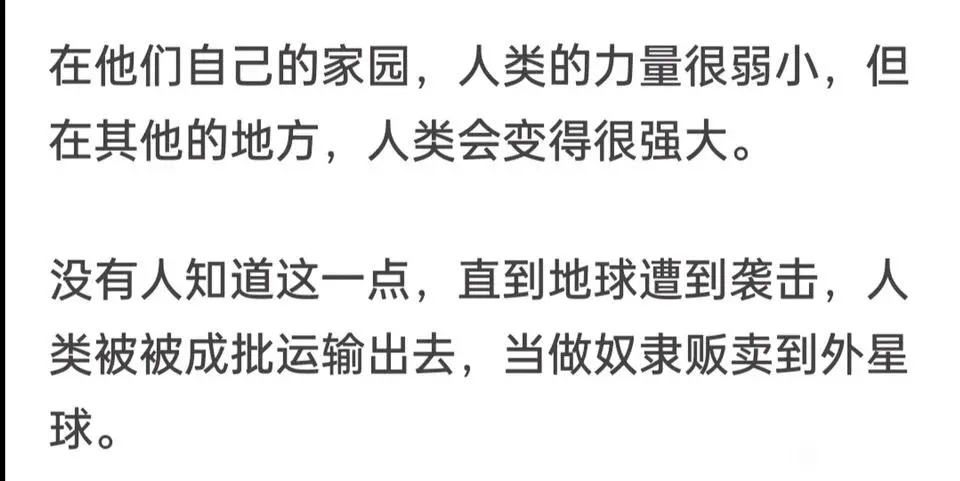 在他们自己的家园，人类的力量很弱小，但
在其他的地方，人类会变得很强大。
没有人知道这一点，直到地球遭到袭击，人
类被被成批运输出去，当做奴隶贩卖到外星
球。